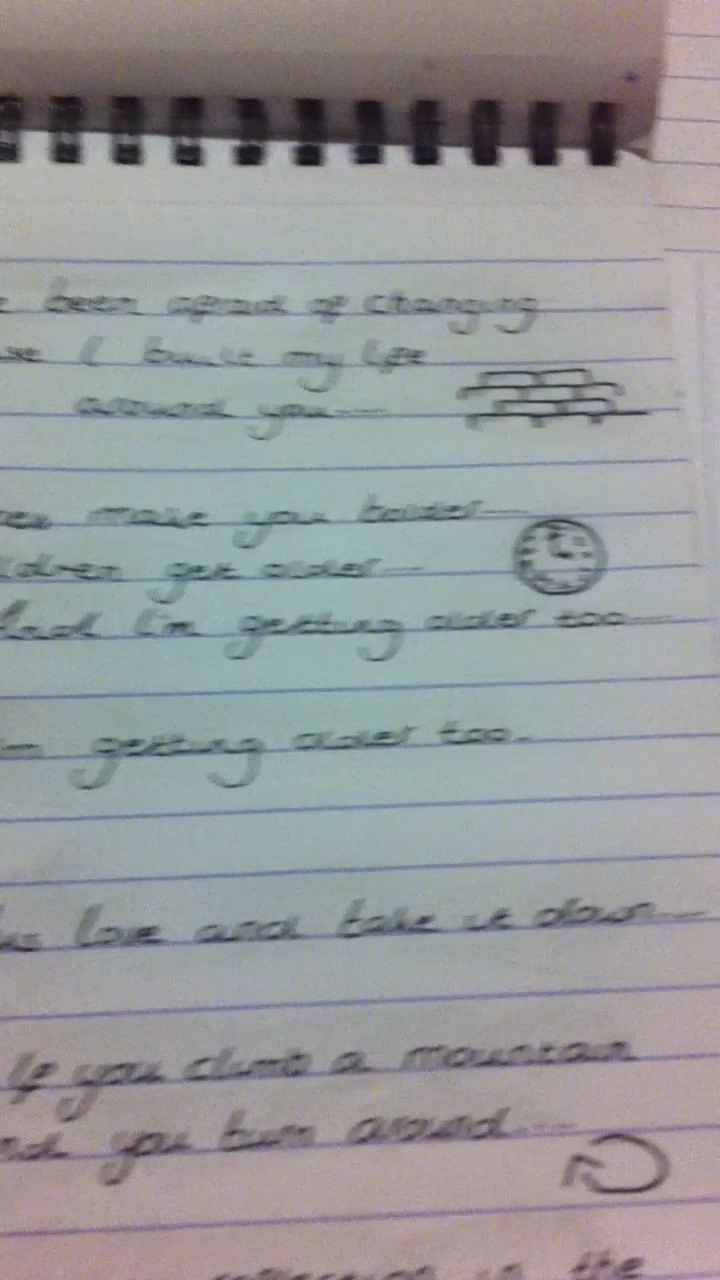 been afraid of changing
I built my life
around you....
make you bolder....
get older....
And I'm getting older too....
getting older too.
love and take it down....
If you climb a mountain
you turn around....
in the